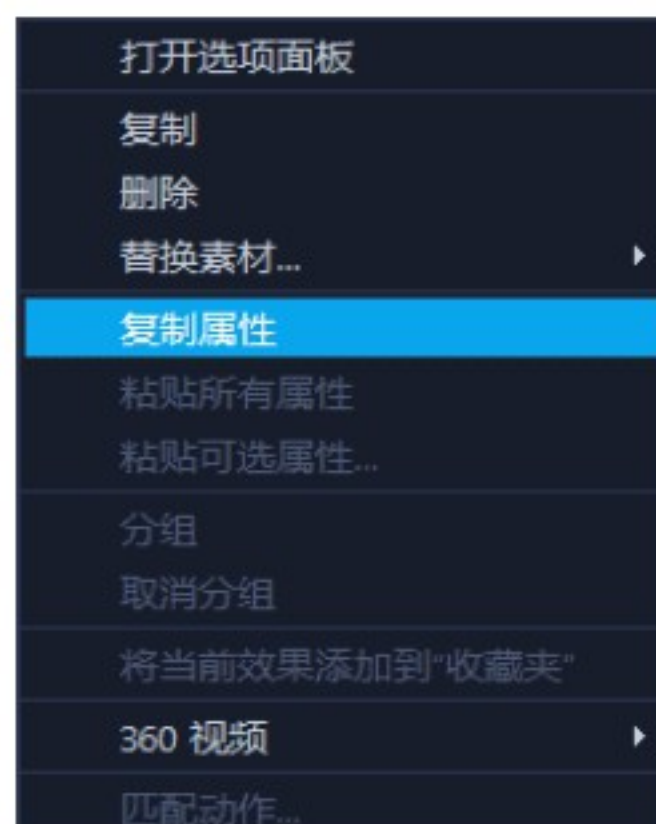 打开选项面板
复制
删除
替换素材...
复制属性
粘贴所有属性
粘贴可选属性...
分组
取消分组
将当前效果添加到“收藏夹”
360 视频
匹配动作...